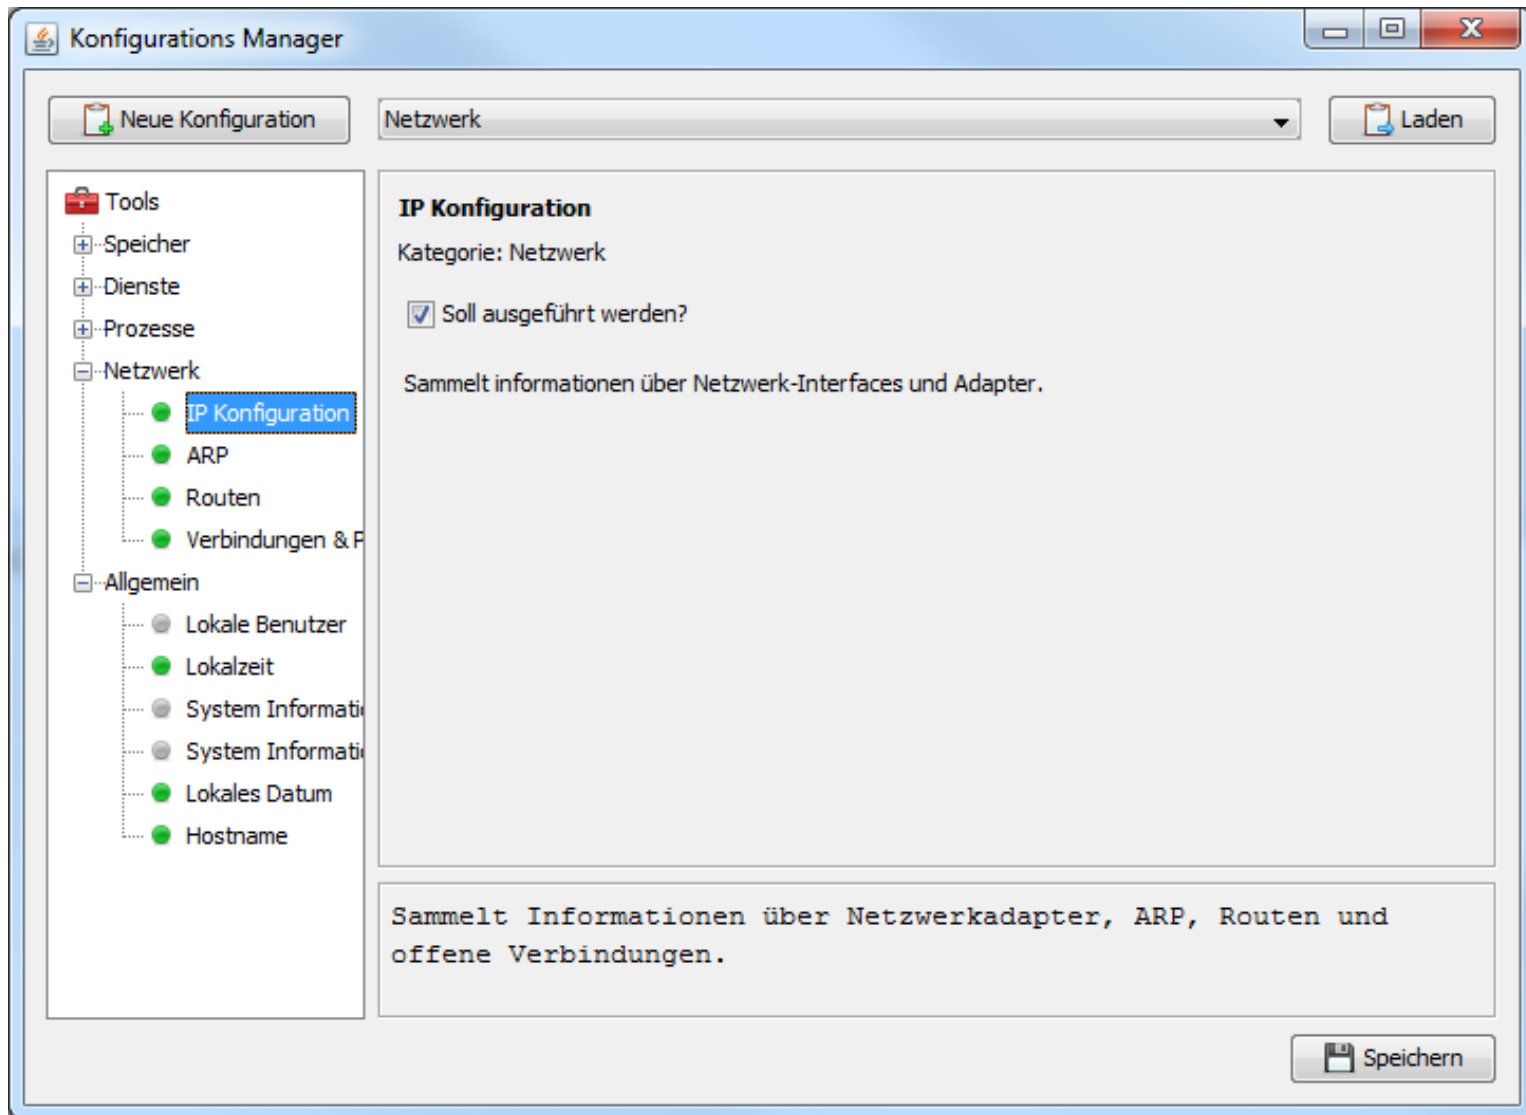 Konfigurations Manager
Neue Konfiguration
Netzwerk
Laden
Tools
Speicher
Dienste
Prozesse
Netzwerk
IP Konfiguration
ARP
Routen
Verbindungen &
Allgemein
Lokale Benutzer
Lokalzeit
System
System
Lokales Datum
Hostname
IP Konfiguration
Kategorie: Netzwerk
Soll ausgeführt werden?
Sammelt informationen über Netzwerk-Interfaces und Adapter.
Sammelt Informationen über Netzwerkadapter, ARP, Routen und
offene Verbindungen.
Speichern